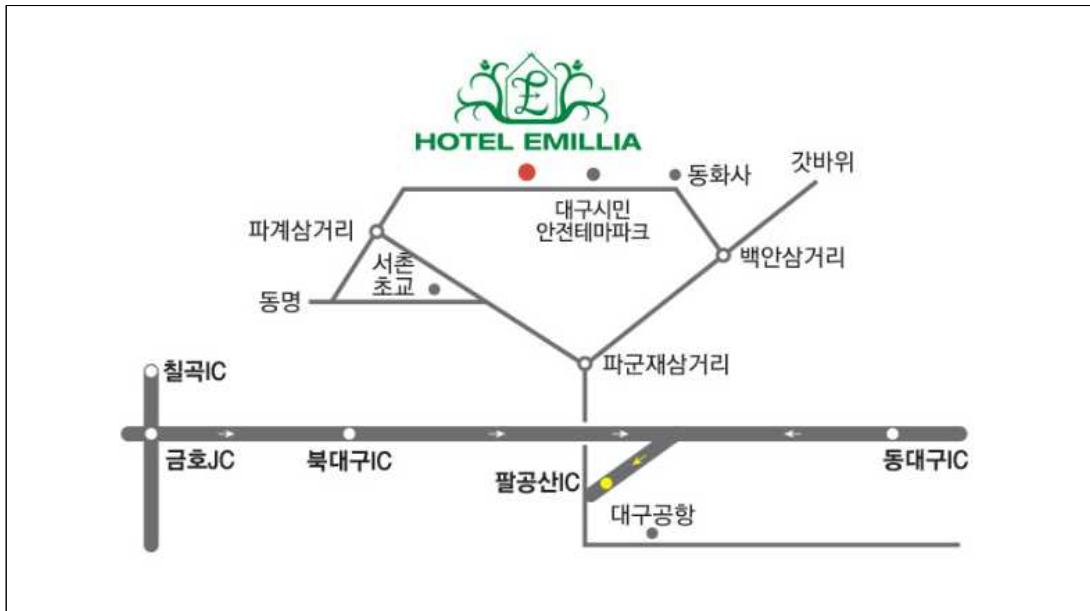 E
HOTEL EMILLIA
갓바위
동화사
대구시민
안전테마파크
파계삼거리
백안삼거리
서촌
초교
동명
파군재삼거리
칠곡IC
금호JC
북대구IC
팔공산IC
동대구IC
대구공항